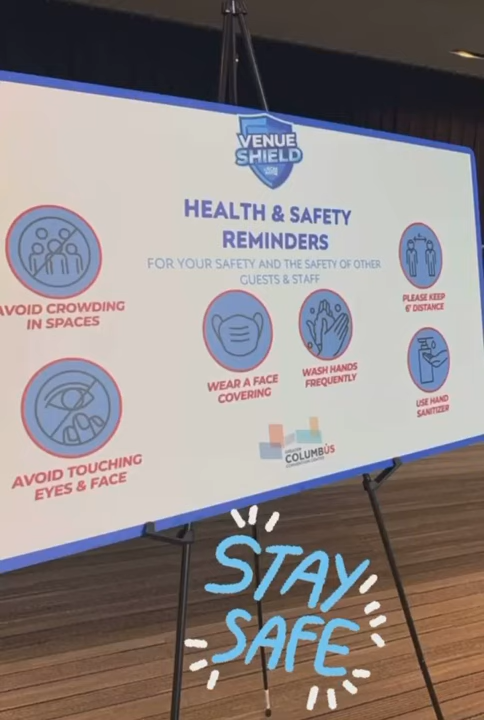 VENUE
SHIELD
HEALTH & SAFETY
REMINDERS
FOR YOUR SAFETY AND THE SAFETY OF OTHER
GUESTS & STAFF
AVOID CROWDING
IN SPACES
PLEASE KEEP
6' DISTANCE
WEAR A FACE
COVERING
WASH HANDS
FREQUENTLY
USE HAND
SANITIZER
AVOID TOUCHING
EYES & FACE
COLUMBUS
CONVENTION CENTER
STAY
SAFE